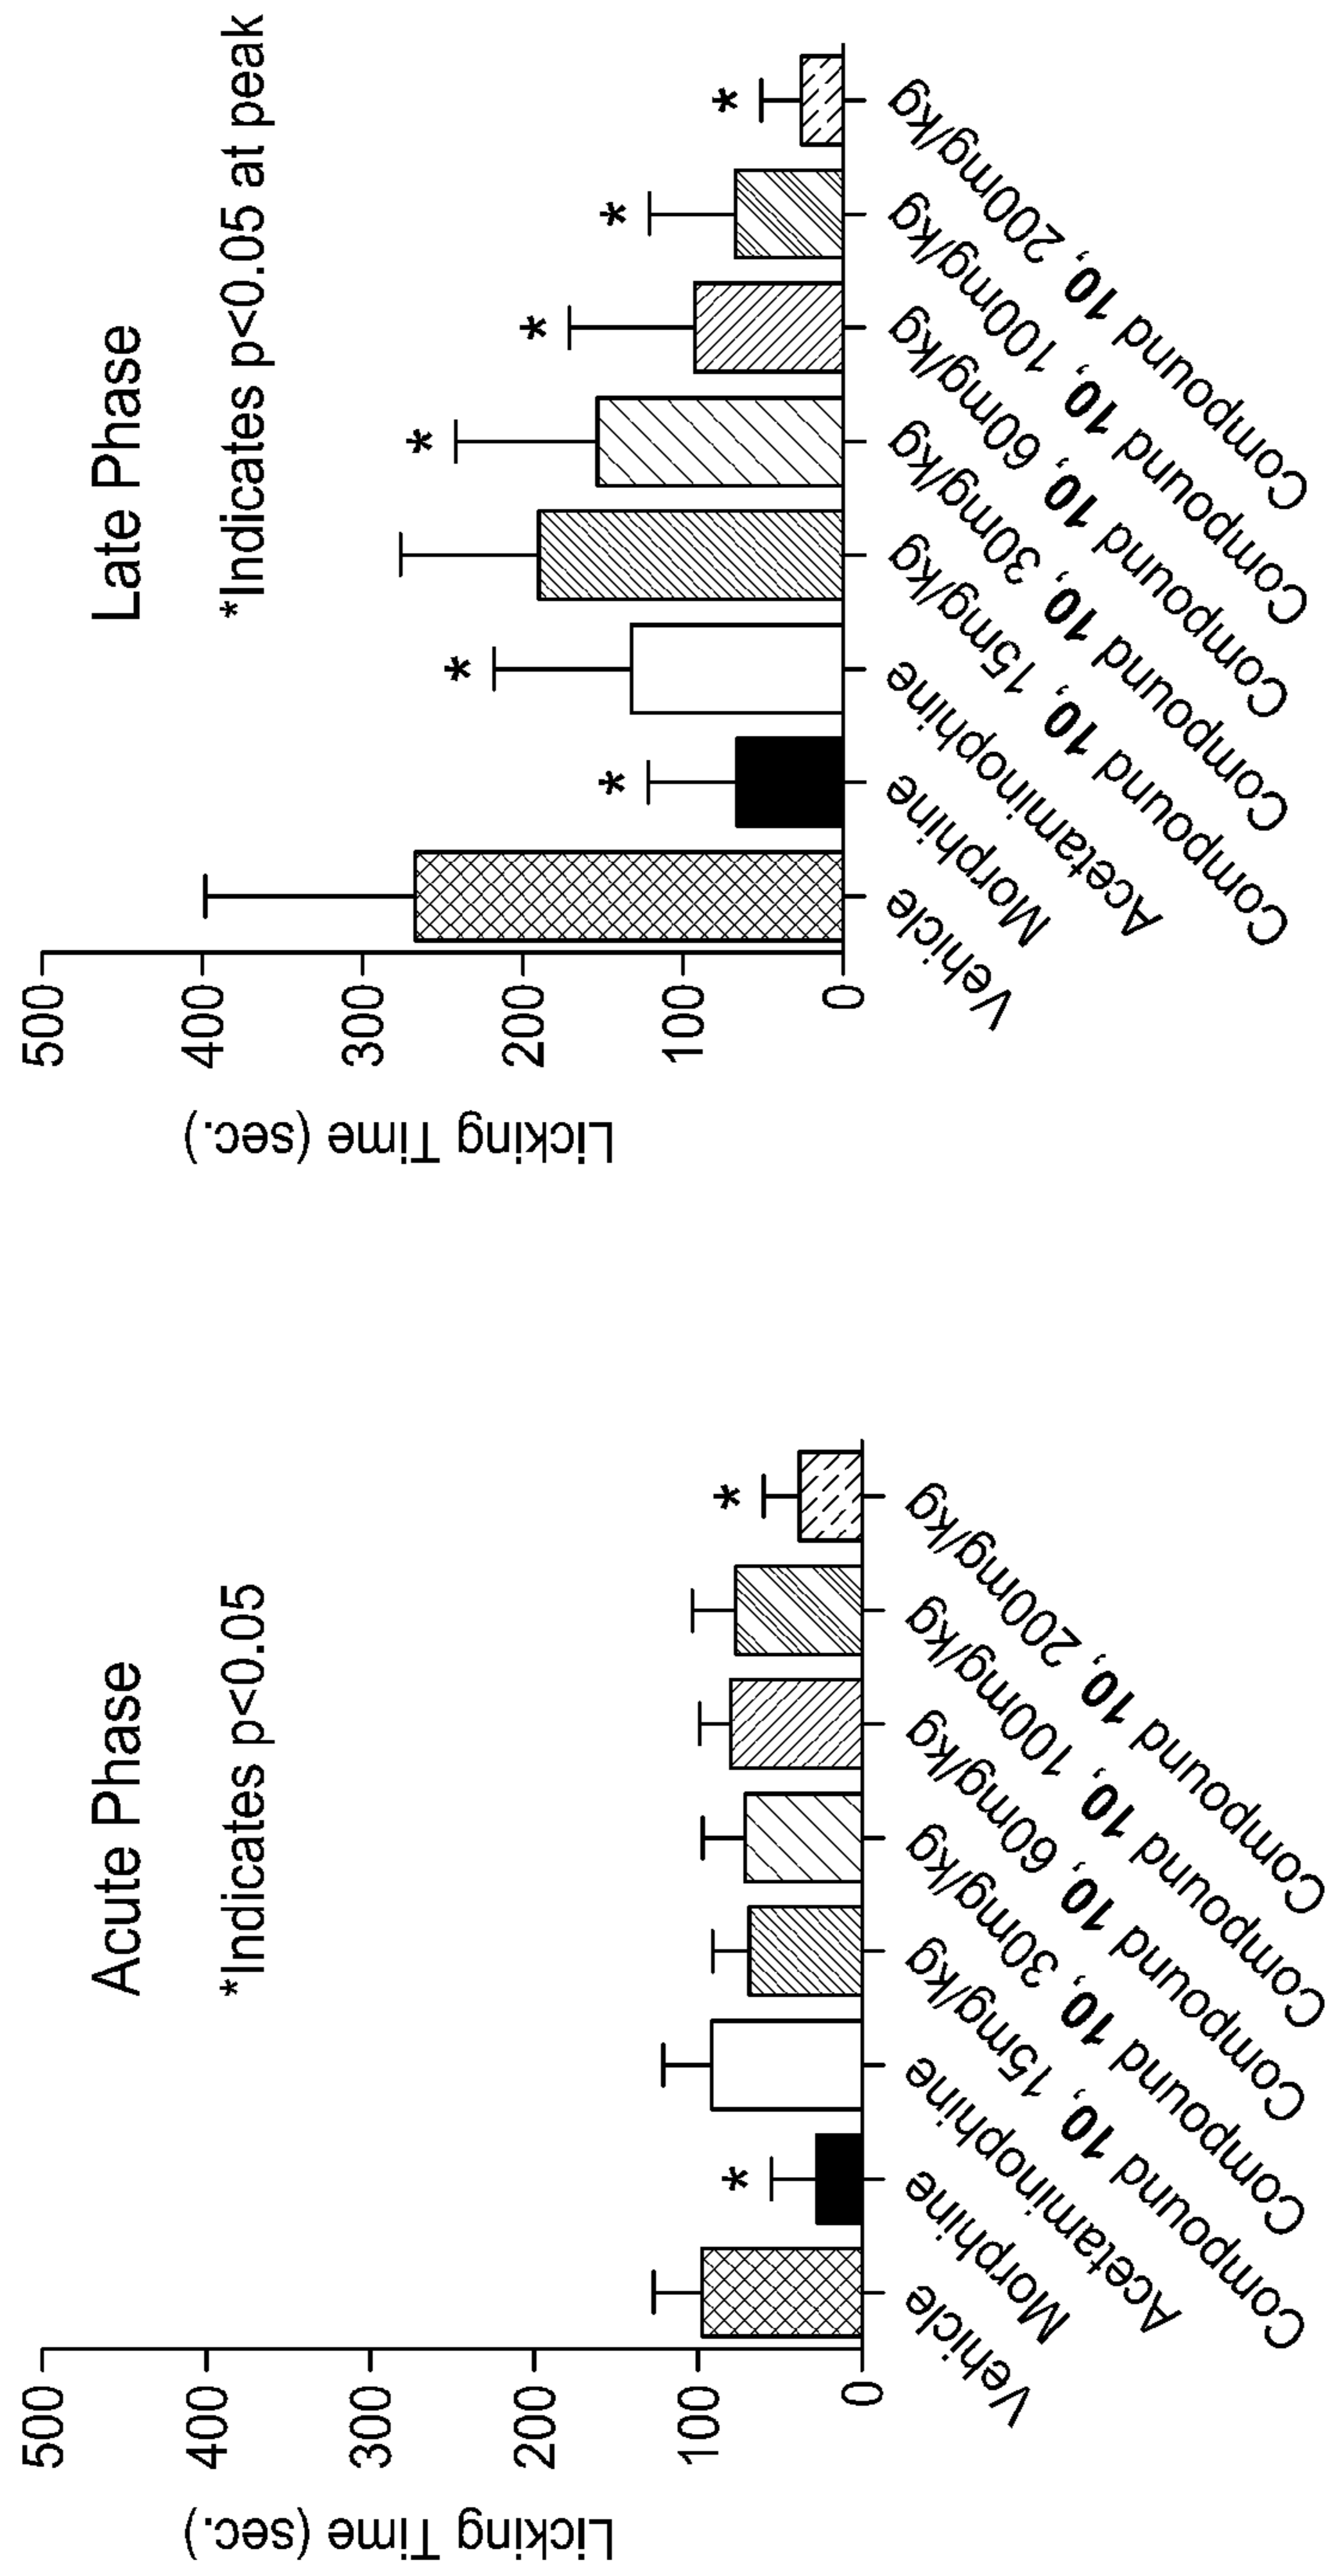 Acute Phase
*Indicates p<0.05
Licking Time (sec.)
500
400
300
200
100
0
*
*
Vehicle
Morphine
Acetaminophine
Compound 10, 15mg/kg
Compound 10, 30mg/kg
Compound 10, 60mg/kg
Compound 10, 100mg/kg
Compound 10, 200mg/kg
Late Phase
*Indicates p<0.05 at peak
Licking Time (sec.)
500
400
300
200
100
0
*
*
*
*
*
*
Vehicle
Morphine
Acetaminophine
Compound 10, 15mg/kg
Compound 10, 30mg/kg
Compound 10, 60mg/kg
Compound 10, 100mg/kg
Compound 10, 200mg/kg